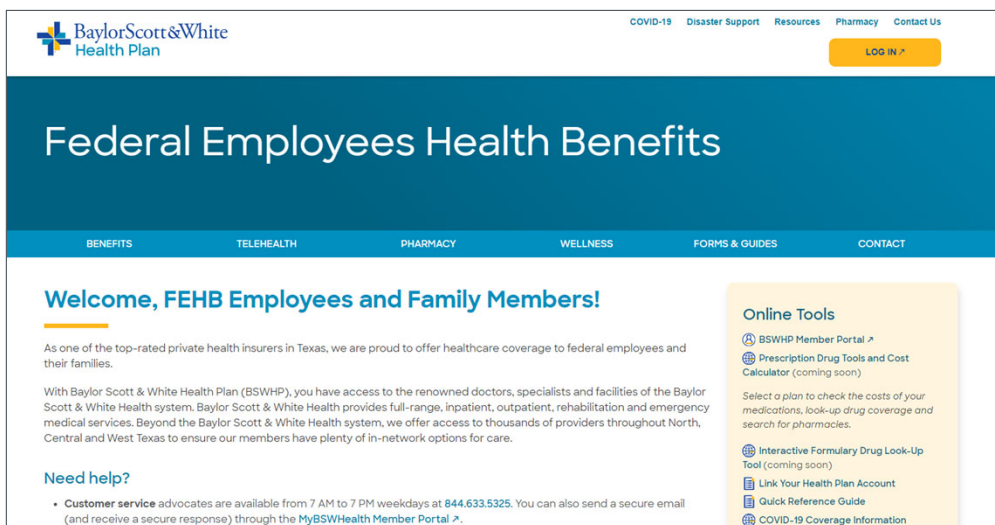 BaylorScott&White
Health Plan
COVID-19 Disaster Support Resources Pharmacy Contact Us
LOG IN ↗
Federal Employees Health Benefits
BENEFITS TELEHEALTH PHARMACY WELLNESS FORMS & GUIDES CONTACT
Welcome, FEHB Employees and Family Members!
As one of the top-rated private health insurers in Texas, we are proud to offer healthcare coverage to federal employees and
their families.
With Baylor Scott & White Health Plan (BSWHP), you have access to the renowned doctors, specialists and facilities of the Baylor
Scott & White Health system. Baylor Scott & White Health provides full-range, inpatient, outpatient, rehabilitation and emergency
medical services. Beyond the Baylor Scott & White Health system, we offer access to thousands of providers throughout North,
Central and West Texas to ensure our members have plenty of in-network options for care.
Need help?
• Customer service advocates are available from 7 AM to 7 PM weekdays at 844.633.5325. You can also send a secure email
(and receive a secure response) through the MyBSWHealth Member Portal ↗.
Online Tools
BSWHP Member Portal ↗
Prescription Drug Tools and Cost
Calculator (coming soon)
Select a plan to check the costs of your
medications, look-up drug coverage and
search for pharmacies.
Interactive Formulary Drug Look-Up
Tool (coming soon)
Link Your Health Plan Account
Quick Reference Guide
COVID-19 Coverage Information